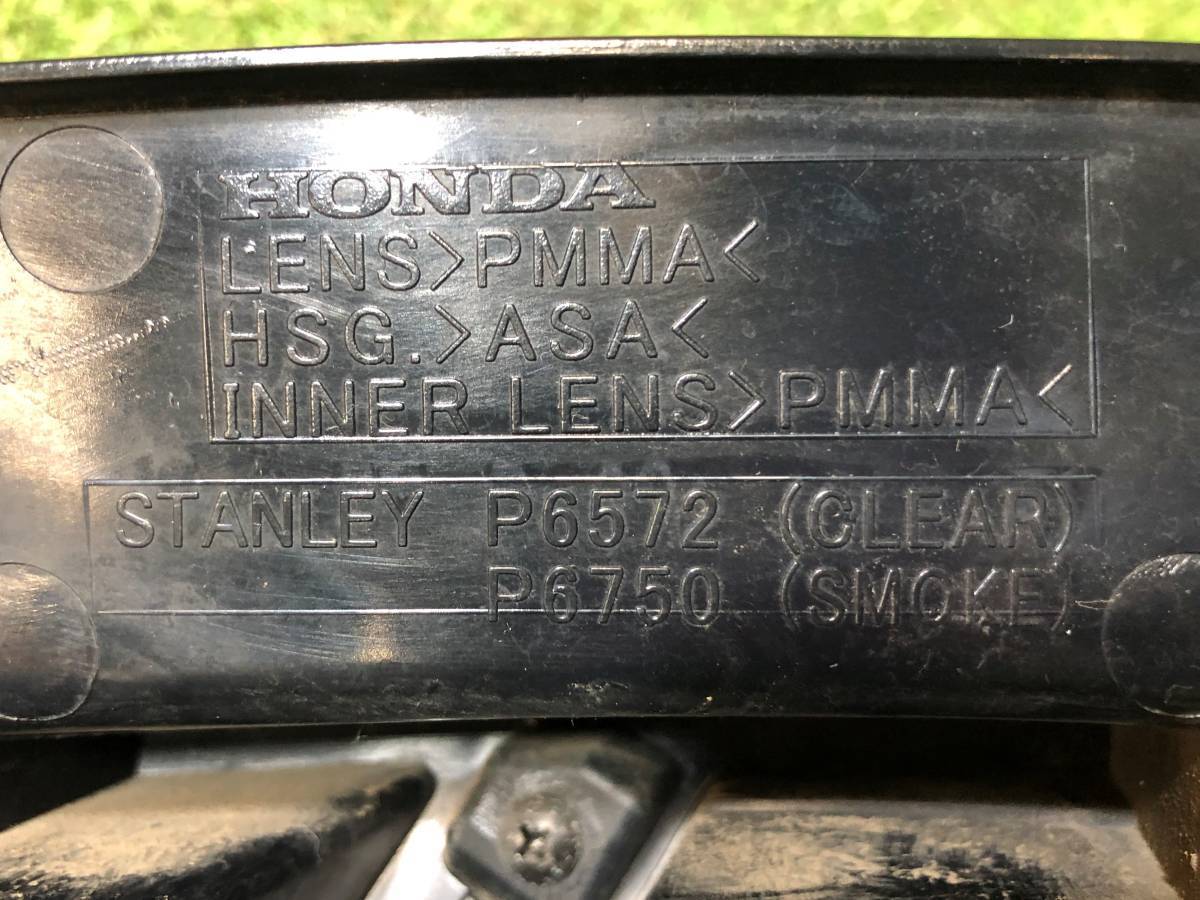 HONDA
LENS>PMMA<
HSG.>ASA<
INNER LENS>PMMA<
STANLEY P6572 (CLEAR)
P6750 (SMOKE)